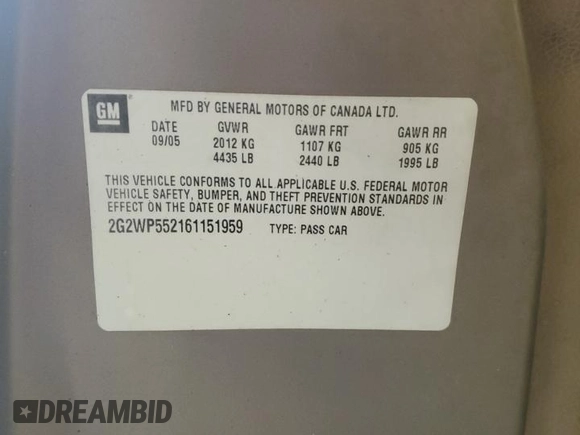 GM
MFD BY GENERAL MOTORS OF CANADA LTD.
DATE GVWR GAWR FRT GAWR RR
09/05 2012 KG 1107 KG 905 KG
4435 LB 2440 LB 1995 LB
THIS VEHICLE CONFORMS TO ALL APPLICABLE U.S. FEDERAL MOTOR
VEHICLE SAFETY, BUMPER, AND THEFT PREVENTION STANDARDS IN
EFFECT ON THE DATE OF MANUFACTURE SHOWN ABOVE.
2G2WP552161151959 TYPE: PASS CAR
DREAMBID